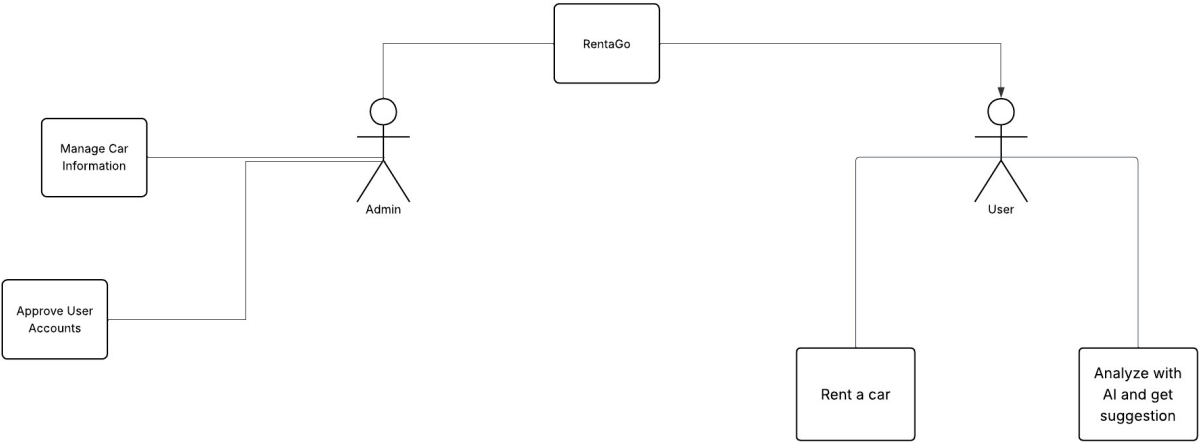 RentaGo
Manage Car
Information
Admin
User
Approve User
Accounts
Rent a car
Analyze with
AI and get
suggestion